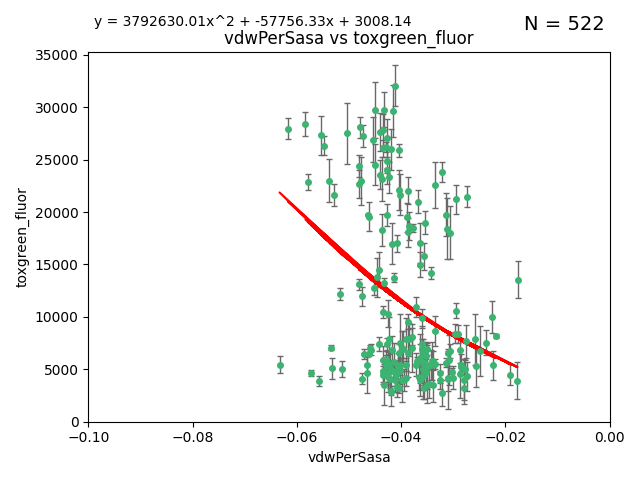 y = 3792630.01x^2 + -57756.33x + 3008.14
N = 522
vdwPerSasa vs toxgreen_fluor
35000
30000
25000
20000
15000
10000
5000
0
toxgreen_fluor
−0.10
−0.08
−0.06
−0.04
−0.02
0.00
vdwPerSasa